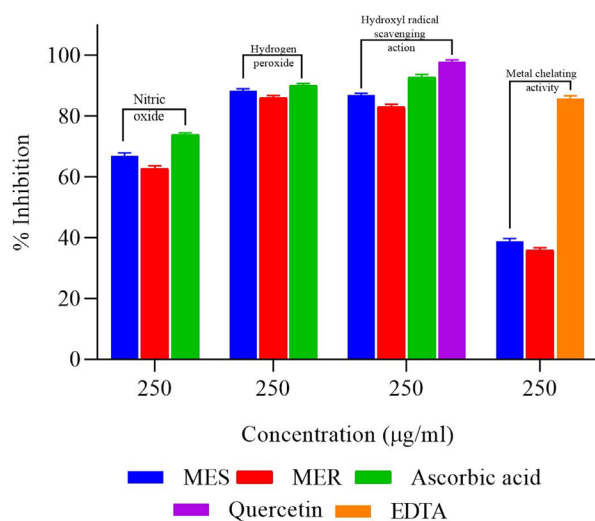 Hydroxyl radical
scavenging
action
Hydrogen
peroxide
Metal chelating
activity
Nitric
oxide
% Inhibition
100
80
60
40
20
0
250 250 250 250
Concentration (μg/ml)
MES MER Ascorbic acid
Quercetin EDTA